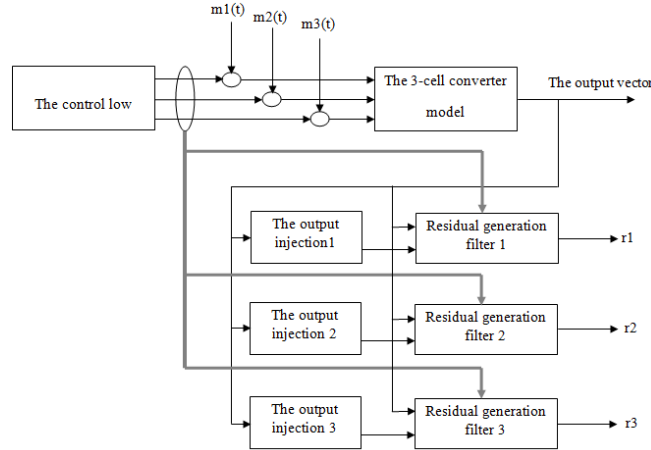 m1(t)
m2(t)
m3(t)
The control low
The 3-cell converter
model
The output vector
The output
injection1
Residual generation
filter 1
r1
The output
injection 2
Residual generation
filter 2
r2
The output
injection 3
Residual generation
filter 3
r3